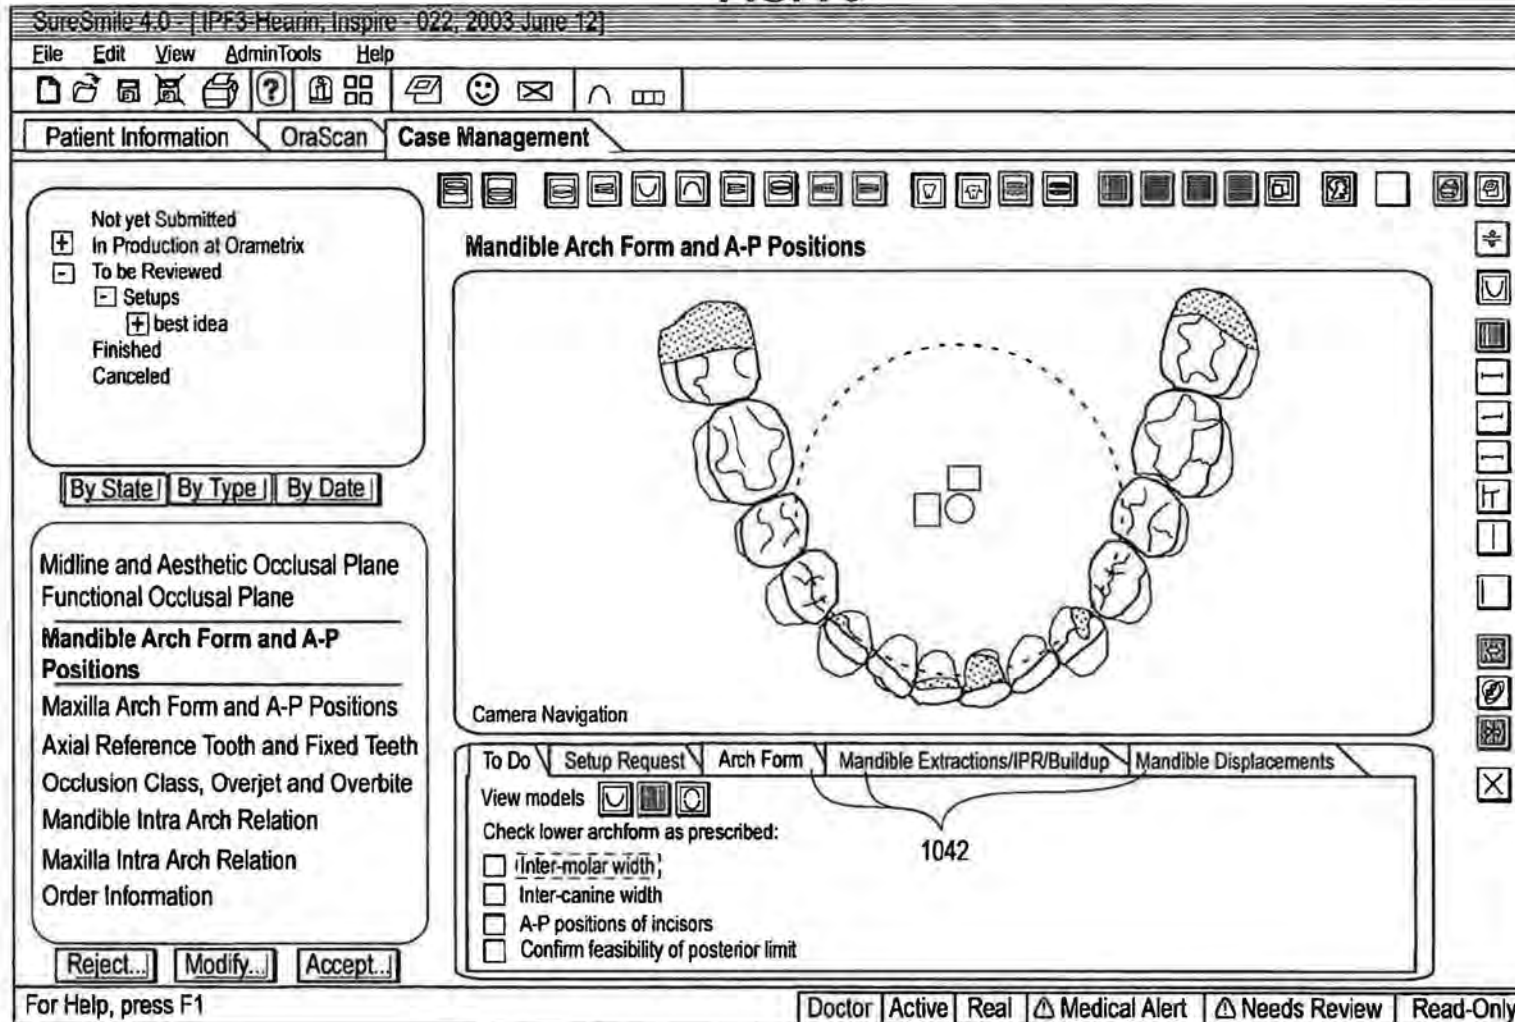 SureSmile 4.0 - [ IPF3-Hearin, Inspire - 022, 2003 June 12]
File Edit View AdminTools Help
Patient Information OraScan Case Management
Not yet Submitted
In Production at Orametrix
To be Reviewed
Setups
best idea
Finished
Canceled
By State By Type By Date
Midline and Aesthetic Occlusal Plane
Functional Occlusal Plane
Mandible Arch Form and A-P
Positions
Maxilla Arch Form and A-P Positions
Axial Reference Tooth and Fixed Teeth
Occlusion Class, Overjet and Overbite
Mandible Intra Arch Relation
Maxilla Intra Arch Relation
Order Information
Reject... Modify... Accept...
Mandible Arch Form and A-P Positions
Camera Navigation
To Do Setup Request Arch Form Mandible Extractions/IPR/Buildup Mandible Displacements
View models
Check lower archform as prescribed:
1042
Inter-molar width
Inter-canine width
A-P positions of incisors
Confirm feasibility of posterior limit
For Help, press F1
Doctor Active Real Medical Alert Needs Review Read-Only